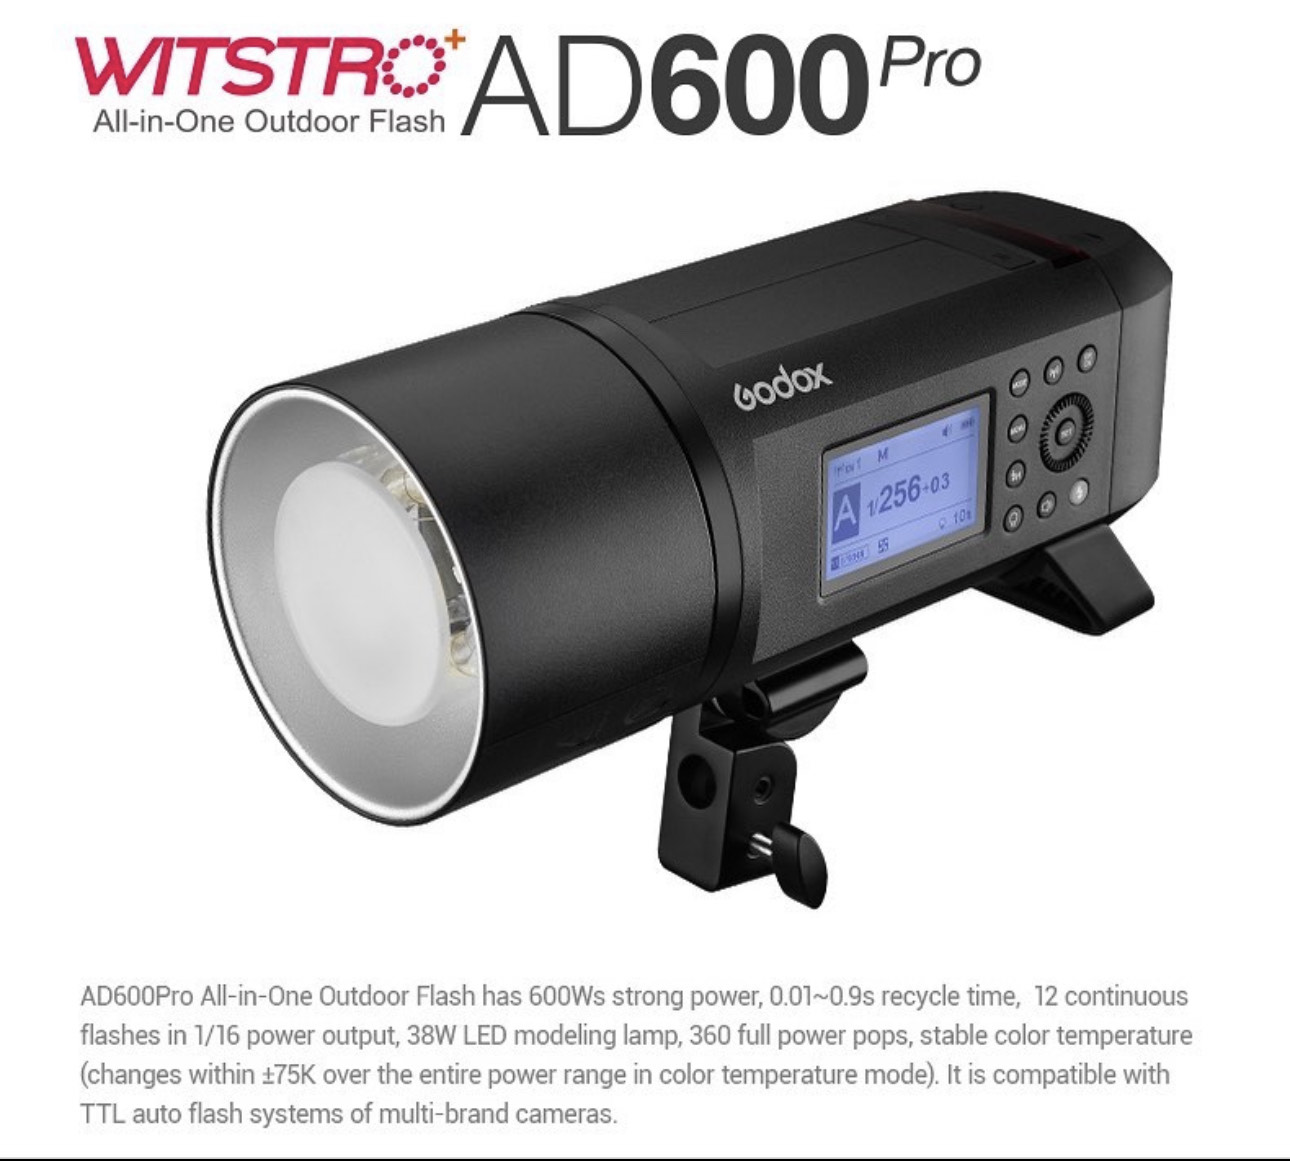 WITSTRO+ AD600Pro
All-in-One Outdoor Flash
Godox
M
A 1/256+0.3
10s
AD600Pro All-in-One Outdoor Flash has 600Ws strong power, 0.01~0.9s recycle time, 12 continuous
flashes in 1/16 power output, 38W LED modeling lamp, 360 full power pops, stable color temperature
(changes within ±75K over the entire power range in color temperature mode). It is compatible with
TTL auto flash systems of multi-brand cameras.